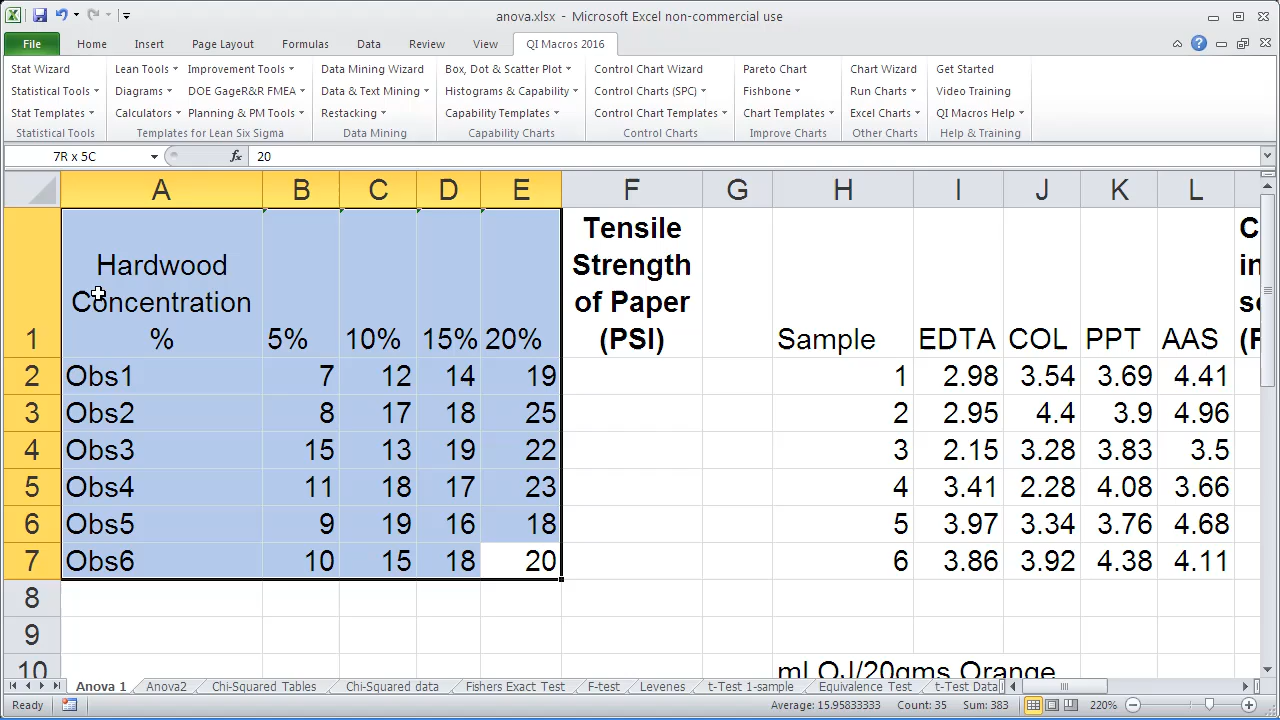 anova.xlsx - Microsoft Excel non-commercial use
File Home Insert Page Layout Formulas Data Review View QI Macros 2016
Stat Wizard
Statistical Tools
Stat Templates
Statistical Tools
Lean Tools Improvement Tools
Diagrams DOE GageR&R FMEA
Calculators Planning & PM Tools
Templates for Lean Six Sigma
Data Mining Wizard
Data & Text Mining
Restacking
Data Mining
Box, Dot & Scatter Plot
Histograms & Capability
Capability Templates
Capability Charts
Control Chart Wizard
Control Charts (SPC)
Control Chart Templates
Control Charts
Pareto Chart
Fishbone
Chart Templates
Improve Charts
Chart Wizard
Run Charts
Excel Charts
Other Charts
Get Started
Video Training
QI Macros Help
Help & Training
7R x 5C fx 20
A B C D E F G H I J K L
Hardwood
Concentration
%
5% 10% 15% 20%
Tensile
Strength
of Paper
(PSI)
Sample EDTA COL PPT AAS
C
in
s
(F
1
2 Obs1 7 12 14 19 1 2.98 3.54 3.69 4.41
3 Obs2 8 17 18 25 2 2.95 4.4 3.9 4.96
4 Obs3 15 13 19 22 3 2.15 3.28 3.83 3.5
5 Obs4 11 18 17 23 4 3.41 2.28 4.08 3.66
6 Obs5 9 19 16 18 5 3.97 3.34 3.76 4.68
7 Obs6 10 15 18 20 6 3.86 3.92 4.38 4.11
8
9
10 ml OJ/20gms Orange
Anova 1 Anova2 Chi-Squared Tables Chi-Squared data Fishers Exact Test F-test Levenes t-Test 1-sample Equivalence Test t-Test Data
Ready Average: 15.95833333 Count: 35 Sum: 383 220%